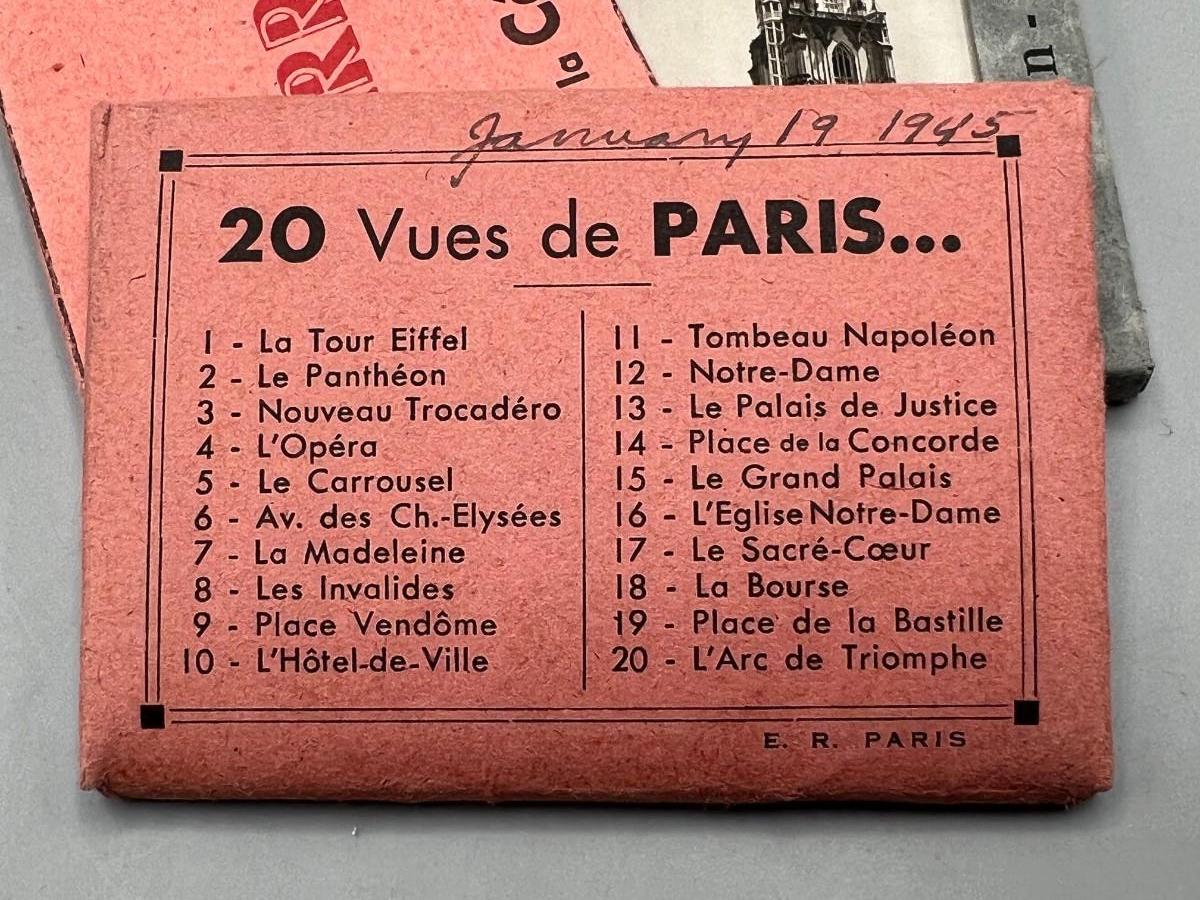 RR
la Co
n -
January 19 1945
20 Vues de PARIS...
1 - La Tour Eiffel
2 - Le Panthéon
3 - Nouveau Trocadéro
4 - L'Opéra
5 - Le Carrousel
6 - Av. des Ch.-Elysées
7 - La Madeleine
8 - Les Invalides
9 - Place Vendôme
10 - L'Hôtel-de-Ville
11 - Tombeau Napoléon
12 - Notre-Dame
13 - Le Palais de Justice
14 - Place de la Concorde
15 - Le Grand Palais
16 - L'Eglise Notre-Dame
17 - Le Sacré-Cœur
18 - La Bourse
19 - Place de la Bastille
20 - L'Arc de Triomphe
E. R. PARIS